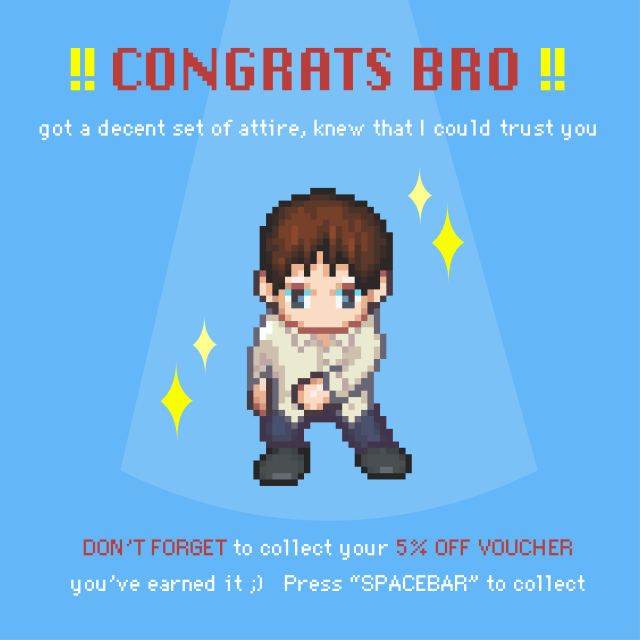 !! CONGRATS BRO !!
got a decent set of attire, knew that I could trust you
DON'T FORGET to collect your 5% OFF VOUCHER
you've earned it ;) Press "SPACEBAR" to collect